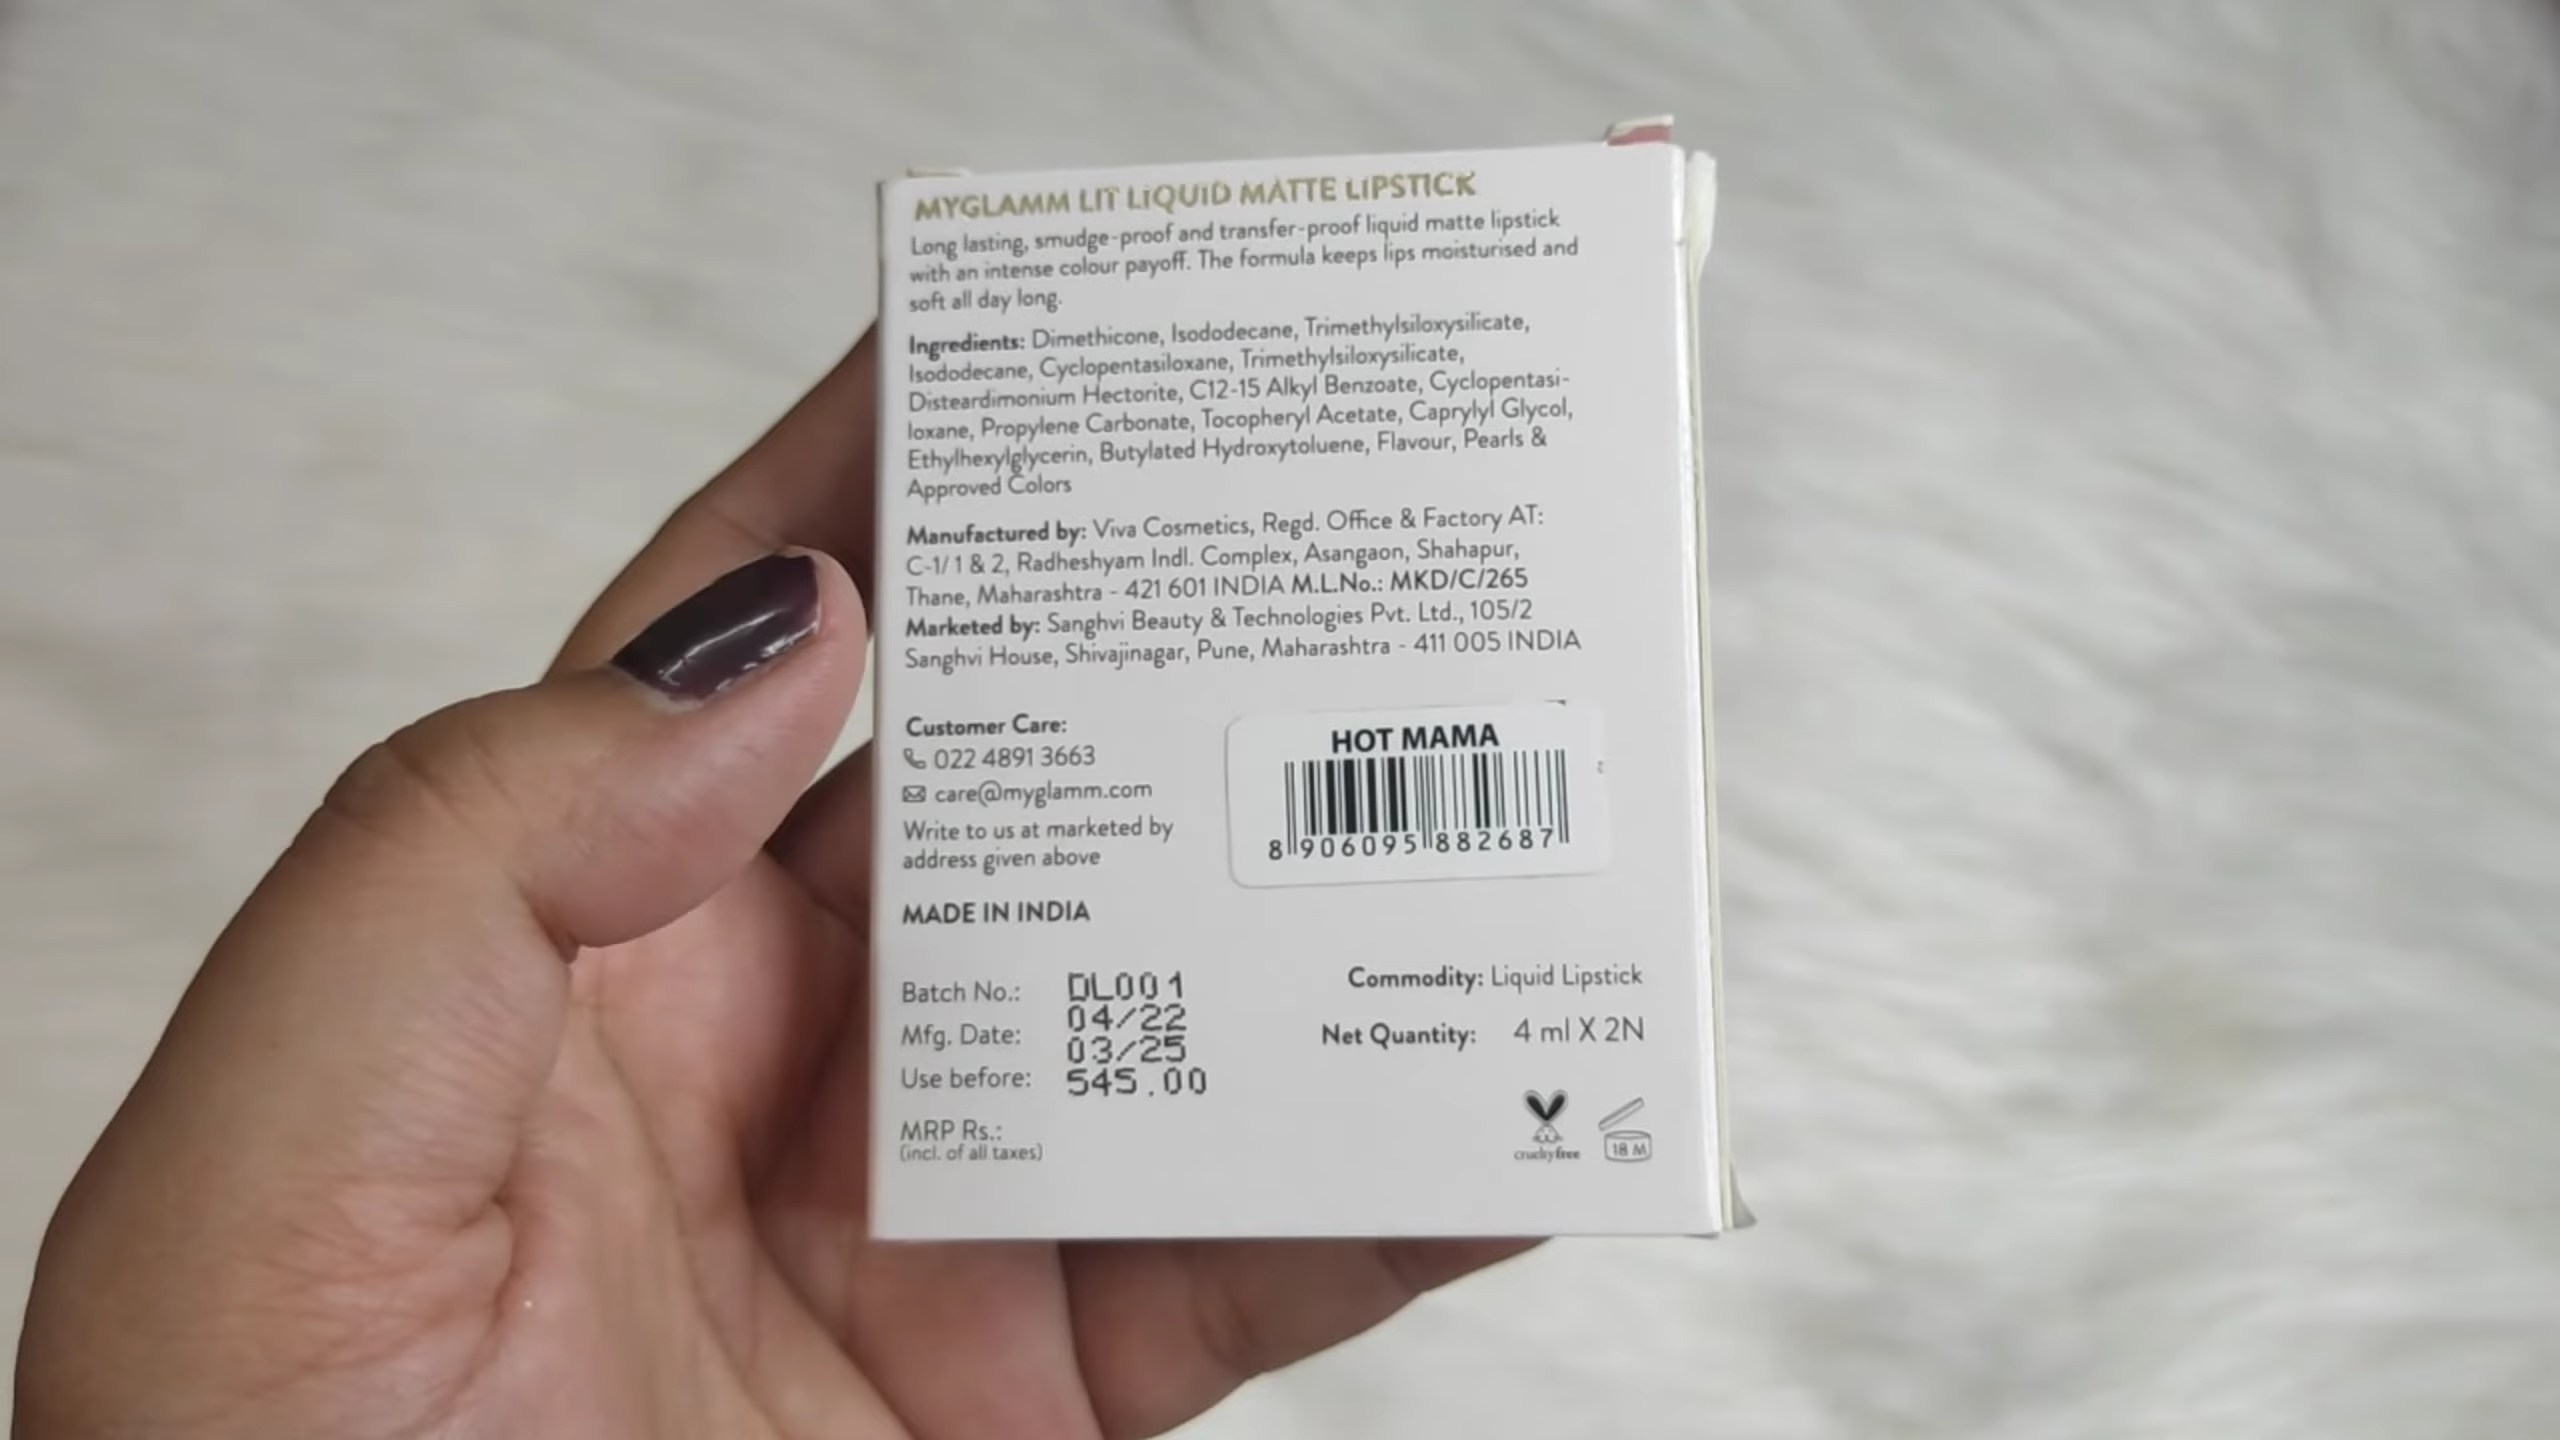 MYGLAMM LIT LIQUID MATTE LIPSTICK
Long lasting, smudge-proof and transfer-proof liquid matte lipstick
with an intense colour payoff. The formula keeps lips moisturised and
soft all day long.
Ingredients: Dimethicone, Isododecane, Trimethylsiloxysilicate,
Isododecane, Cyclopentasiloxane, Trimethylsiloxysilicate,
Disteardimonium Hectorite, C12-15 Alkyl Benzoate, Cyclopentasi-
loxane, Propylene Carbonate, Tocopheryl Acetate, Caprylyl Glycol,
Ethylhexylglycerin, Butylated Hydroxytoluene, Flavour, Pearls &
Approved Colors
Manufactured by: Viva Cosmetics, Regd. Office & Factory AT:
C-1/1 & 2, Radheshyam Indl. Complex, Asangaon, Shahapur,
Thane, Maharashtra - 421 601 INDIA M.L.No.: MKD/C/265
Marketed by: Sanghvi Beauty & Technologies Pvt. Ltd., 105/2
Sanghvi House, Shivajinagar, Pune, Maharashtra - 411 005 INDIA
Customer Care:
022 4891 3663
care@myglamm.com
Write to us at marketed by
address given above
HOT MAMA
8 906095 882687
MADE IN INDIA
Batch No.: DL001
04/22
Mfg. Date: 03/25
Use before: 545.00
MRP Rs.:
(incl. of all taxes)
Commodity: Liquid Lipstick
Net Quantity: 4 ml X 2N
crueltyfree
18 M